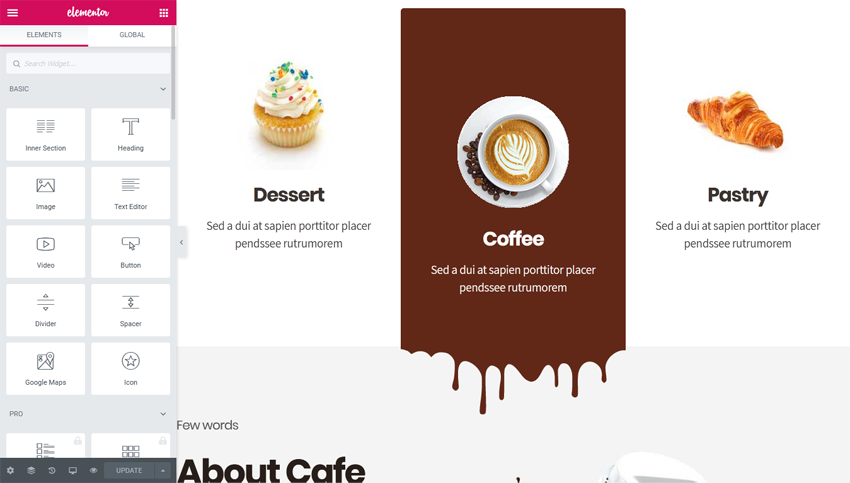 elementor
ELEMENTS
GLOBAL
Search Widget...
BASIC
Inner Section
Heading
Image
Text Editor
Video
Button
Divider
Spacer
Google Maps
Icon
PRO
UPDATE
Dessert
Sed a dui at sapien porttitor placer
pendssee rutrumorem
Coffee
Sed a dui at sapien porttitor placer
pendssee rutrumorem
Pastry
Sed a dui at sapien porttitor placer
pendssee rutrumorem
Few words
About Cafe